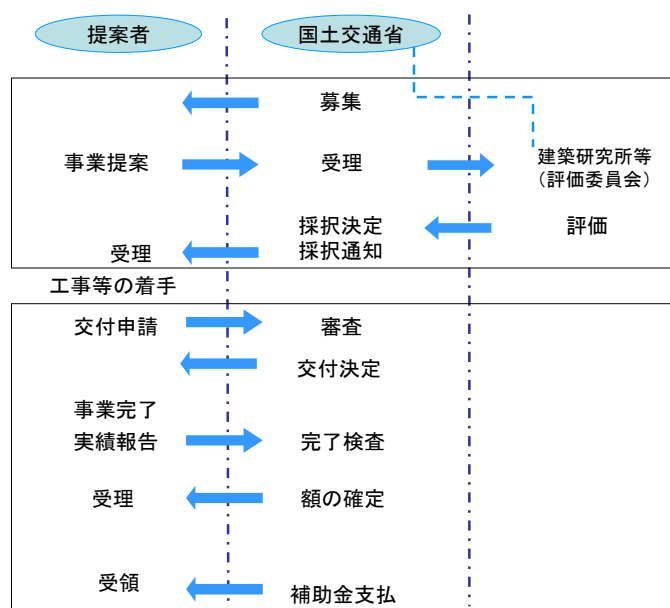 提案者
国土交通省
募集
事業提案
受理
建築研究所等
（評価委員会）
採択決定
評価
受理
採択通知
工事等の着手
交付申請
審査
交付決定
事業完了
実績報告
完了検査
受理
額の確定
受領
補助金支払